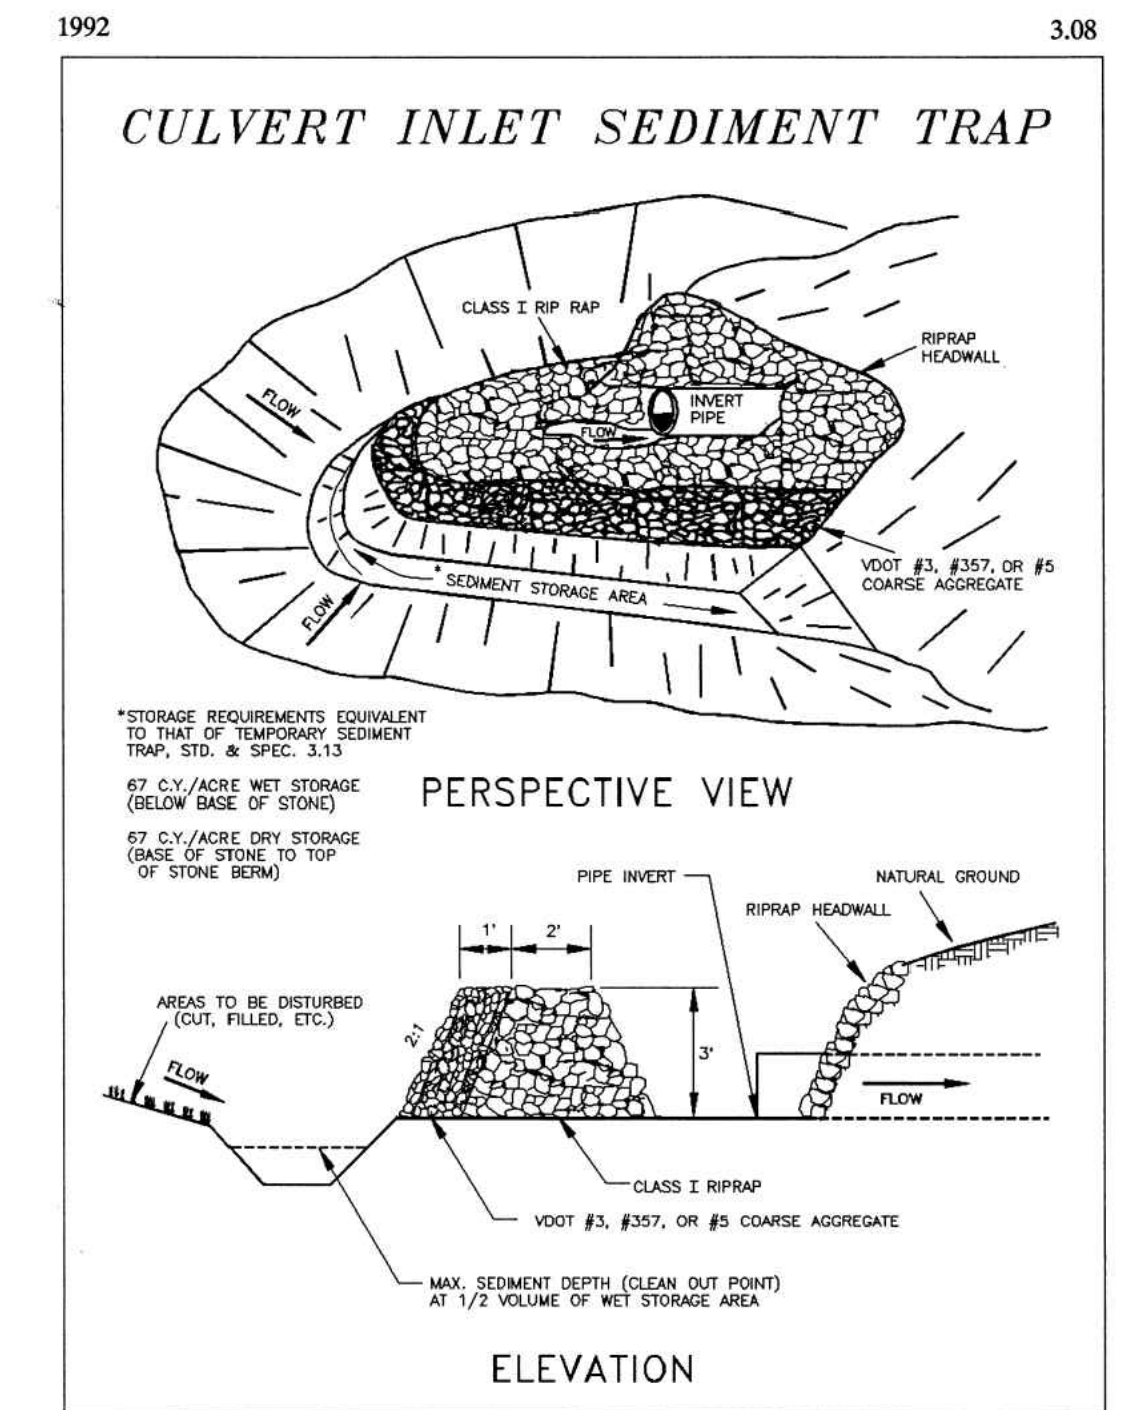 1992
3.08
CULVERT INLET SEDIMENT TRAP
CLASS I RIP RAP
RIPRAP
HEADWALL
FLOW
INVERT
PIPE
FLOW
VDOT #3, #357, OR #5
COARSE AGGREGATE
* SEDIMENT STORAGE AREA
FLOW
*STORAGE REQUIREMENTS EQUIVALENT
TO THAT OF TEMPORARY SEDIMENT
TRAP, STD. & SPEC. 3.13
67 C.Y./ACRE WET STORAGE
(BELOW BASE OF STONE)
67 C.Y./ACRE DRY STORAGE
(BASE OF STONE TO TOP
OF STONE BERM)
PERSPECTIVE VIEW
PIPE INVERT
NATURAL GROUND
RIPRAP HEADWALL
1'
2'
AREAS TO BE DISTURBED
(CUT, FILLED, ETC.)
2:1
3'
FLOW
FLOW
CLASS I RIPRAP
VDOT #3, #357, OR #5 COARSE AGGREGATE
MAX. SEDIMENT DEPTH (CLEAN OUT POINT)
AT 1/2 VOLUME OF WET STORAGE AREA
ELEVATION